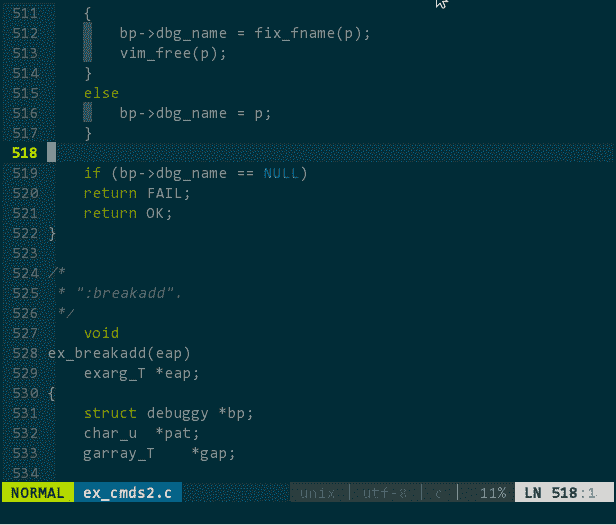 511     {
512         bp->dbg_name = fix_fname(p);
513         vim_free(p);
514     }
515     else
516         bp->dbg_name = p;
517     }
518
519     if (bp->dbg_name == NULL)
520     return FAIL;
521     return OK;
522 }
523
524 /*
525  * ":breakadd".
526  */
527     void
528 ex_breakadd(eap)
529     exarg_T *eap;
530 {
531     struct debuggy *bp;
532     char_u  *pat;
533     garray_T    *gap;
534
NORMAL ex_cmds2.c unix | utf-8 | c | 11% LN 518:1